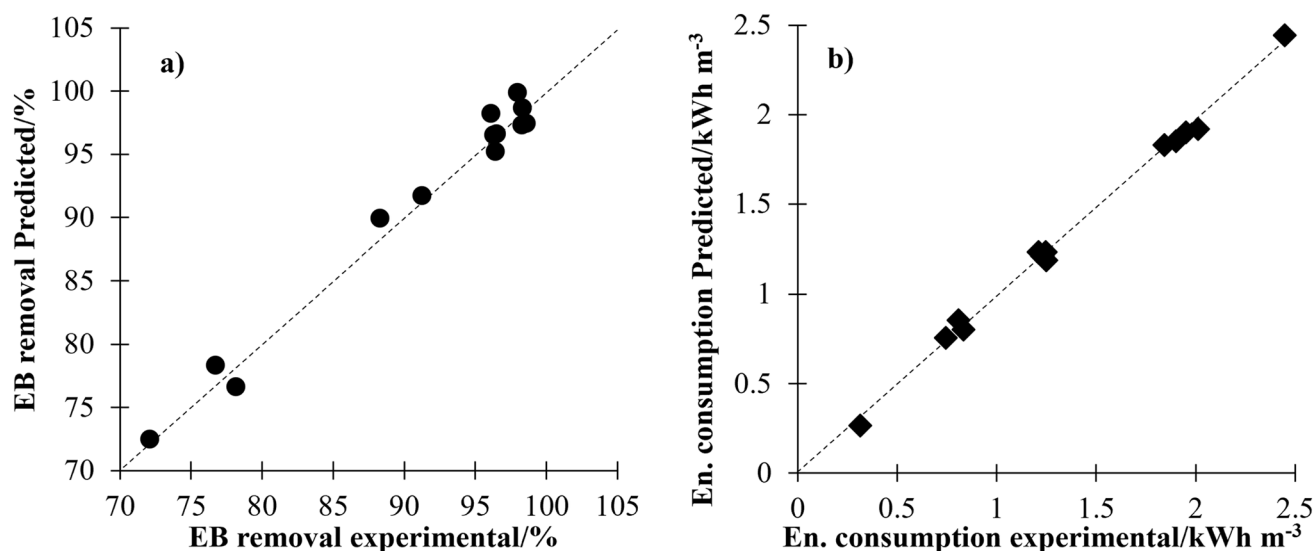 a)
EB removal Predicted/%
105
100
95
90
85
80
75
70
70 75 80 85 90 95 100 105
EB removal experimental/%
b)
En. consumption Predicted/kWh m⁻³
2.5
2
1.5
1
0.5
0
0 0.5 1 1.5 2 2.5
En. consumption experimental/kWh m⁻³